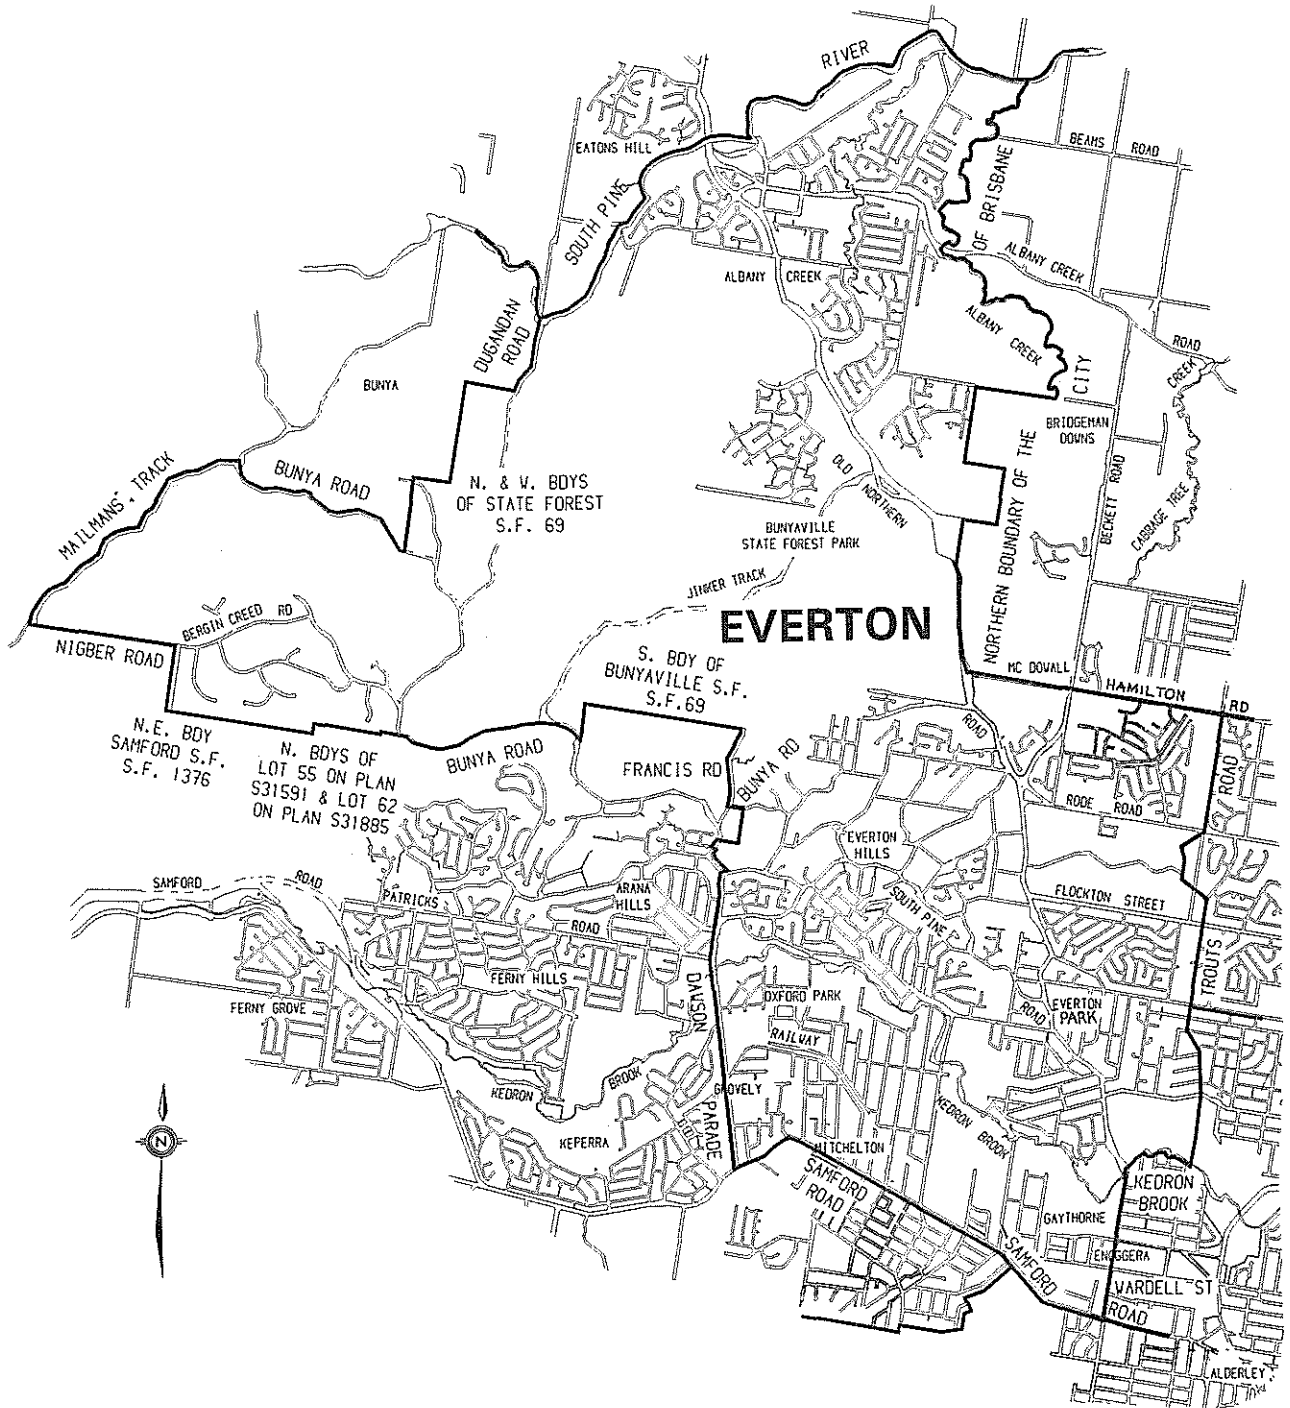 RIVER
EATONS HILL
BEAMS ROAD
SOUTH PINE
OF BRISBANE
ALBANY CREEK
ALBANY CREEK
DUGANDAN
ROAD
ALBANY CREEK
ROAD
CREEK
BUNYA
CITY
BRIDGEMAN
DOWNS
MAILMANS TRACK
BUNYA ROAD
N. & W. BDYS
OF STATE FOREST
S.F. 69
OLD
NORTHERN
BECKETT ROAD
CABBAGE TREE
BUNYAVILLE
STATE FOREST PARK
NORTHERN BOUNDARY OF THE
JINKER TRACK
EVERTON
BERGIN CREED RD
NIGBER ROAD
S. BDY OF
BUNYAVILLE S.F.
S.F.69
MC DOWALL
HAMILTON
RD
N.E. BDY
SAMFORD S.F.
S.F. 1376
N. BDYS OF
LOT 55 ON PLAN
S31591 & LOT 62
ON PLAN S31885
BUNYA ROAD
FRANCIS RD
BUNYA RD
ROAD
ROAD
RODE ROAD
EVERTON
HILLS
SAMFORD ROAD
PATRICKS
ROAD
ARANA
HILLS
SOUTH PINE
FLOCKTON STREET
TROUTS
FERNY HILLS
FERNY GROVE
DAWSON
OXFORD PARK
ROAD
EVERTON
PARK
RAILWAY
GROVELY
KEDRON
BROOK
KEPERRA
PARADE
KEDRON BROOK
MITCHELTON
SAMFORD
ROAD
KEDRON
BROOK
GAYTHORNE
SAMFORD
ENOGGERA
WARDELL ST
ROAD
N
ALDERLEY